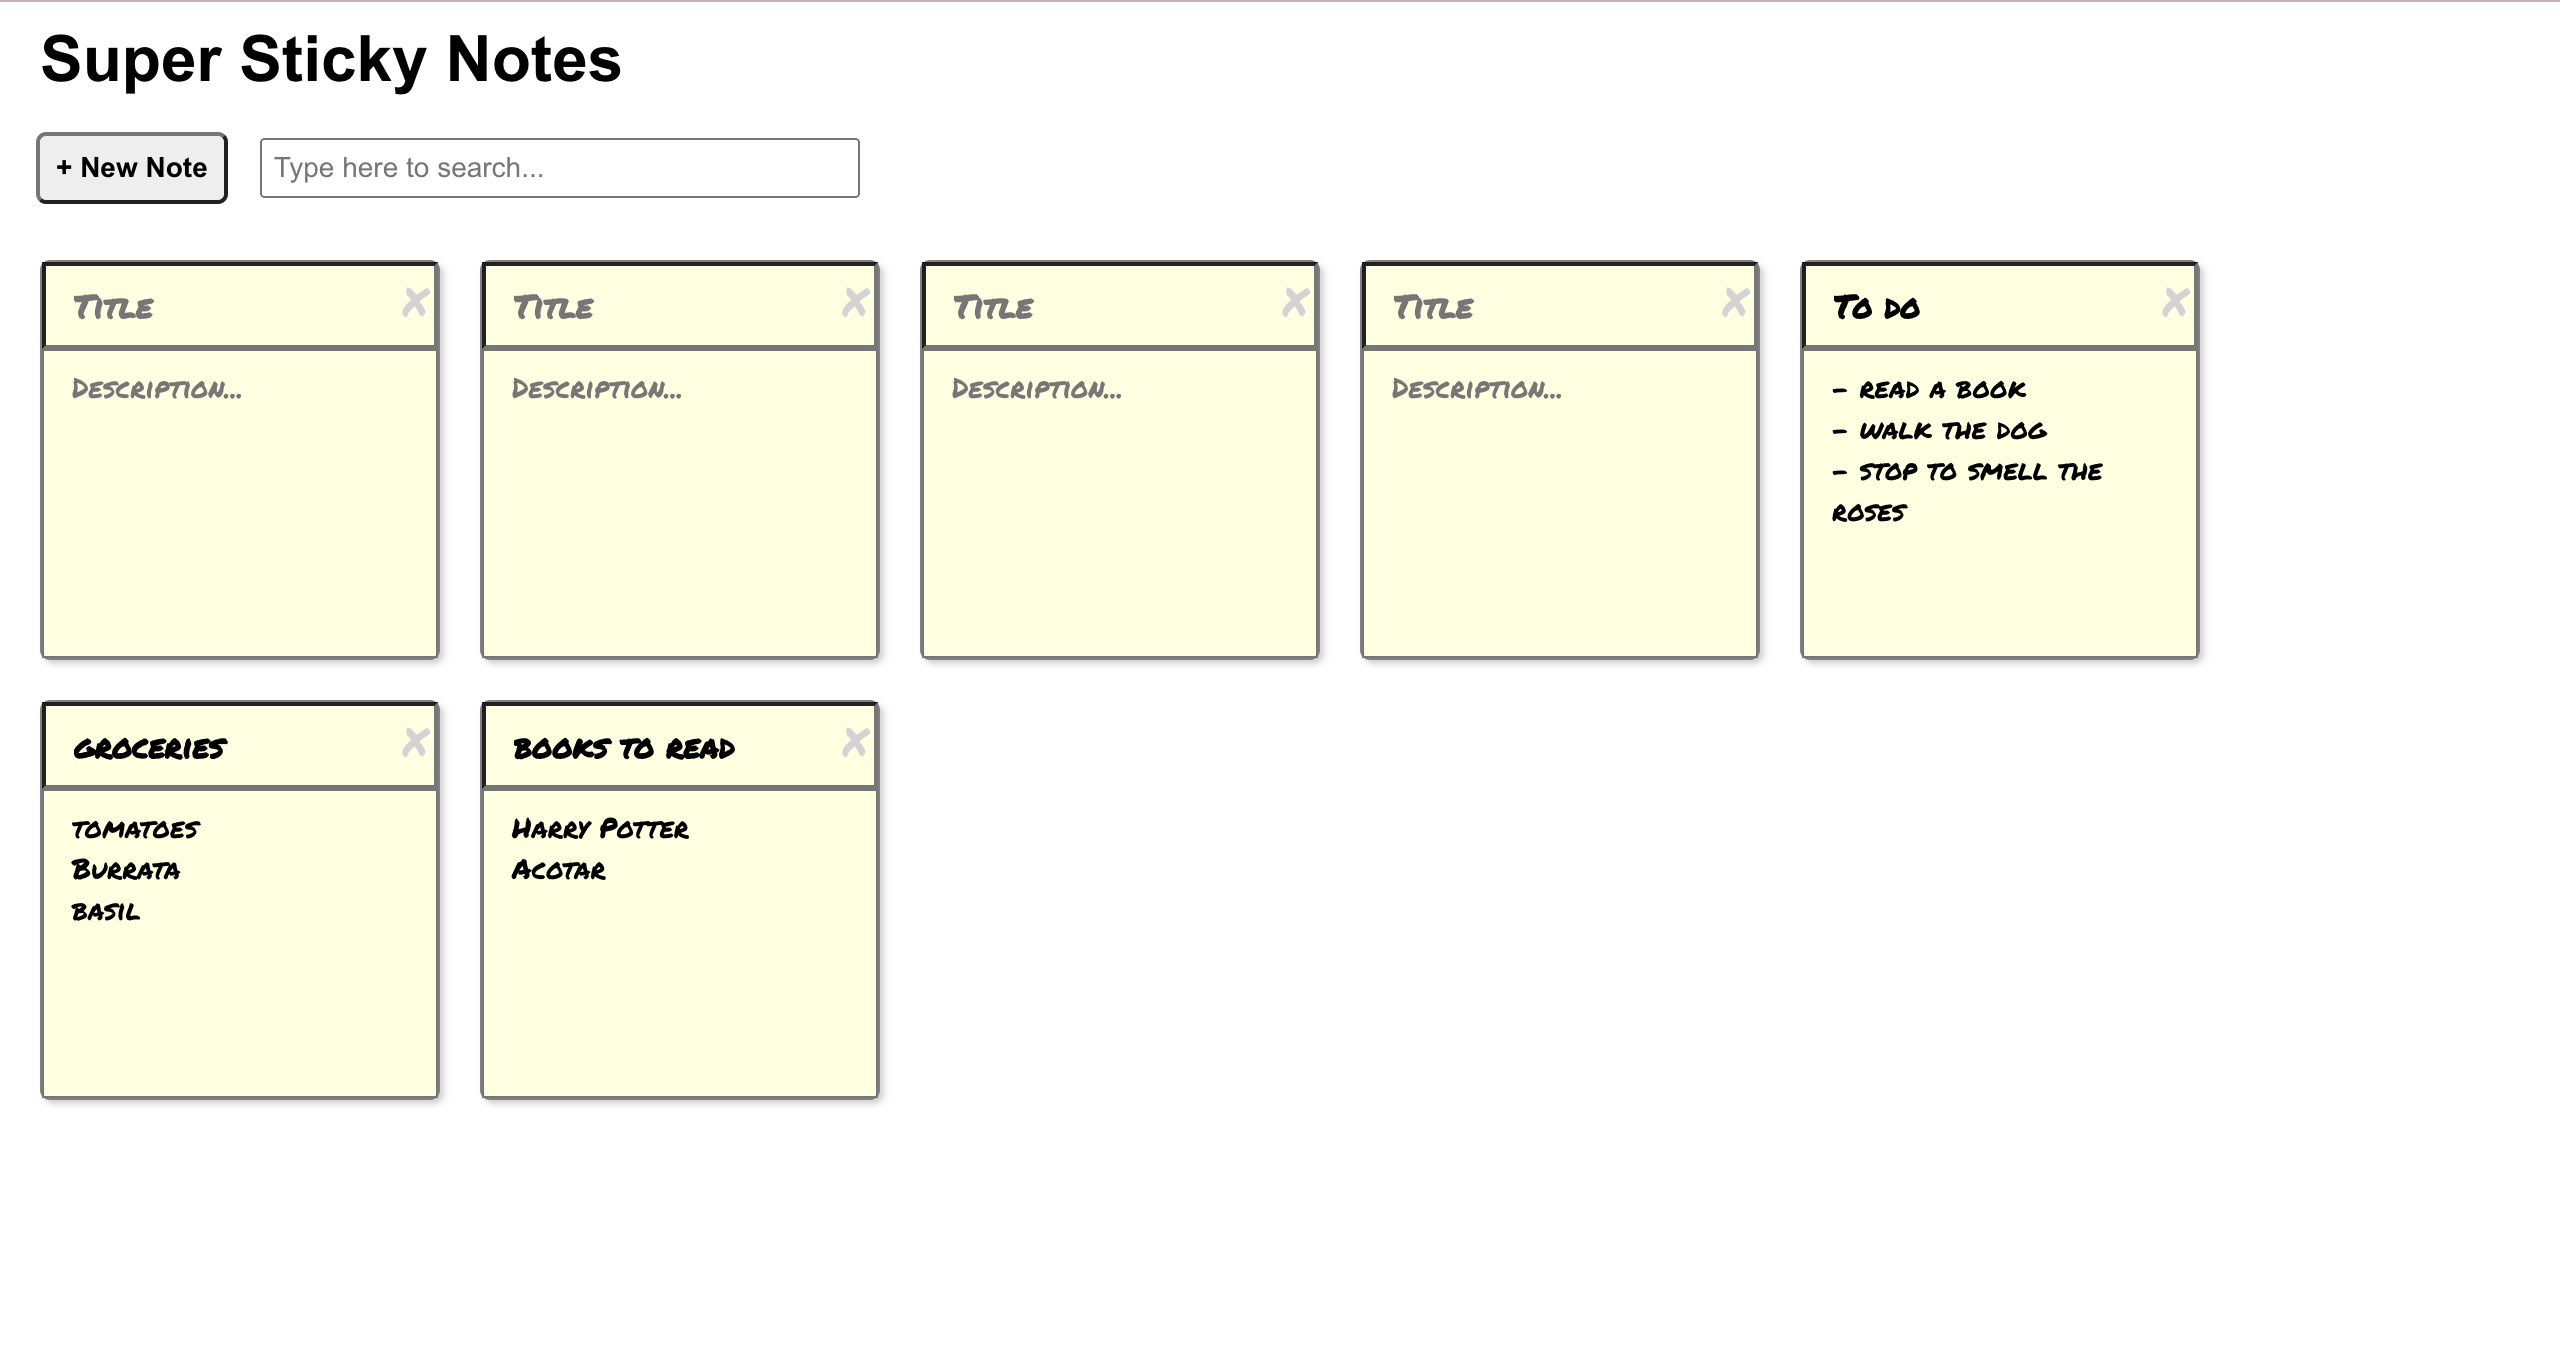 Super Sticky Notes
+ New Note
Type here to search...
Title ✘
Description...
Title ✘
Description...
Title ✘
Description...
Title ✘
Description...
To do ✘
- read a book
- walk the dog
- stop to smell the
roses
groceries ✘
tomatoes
Burrata
basil
books to read ✘
Harry Potter
Acotar